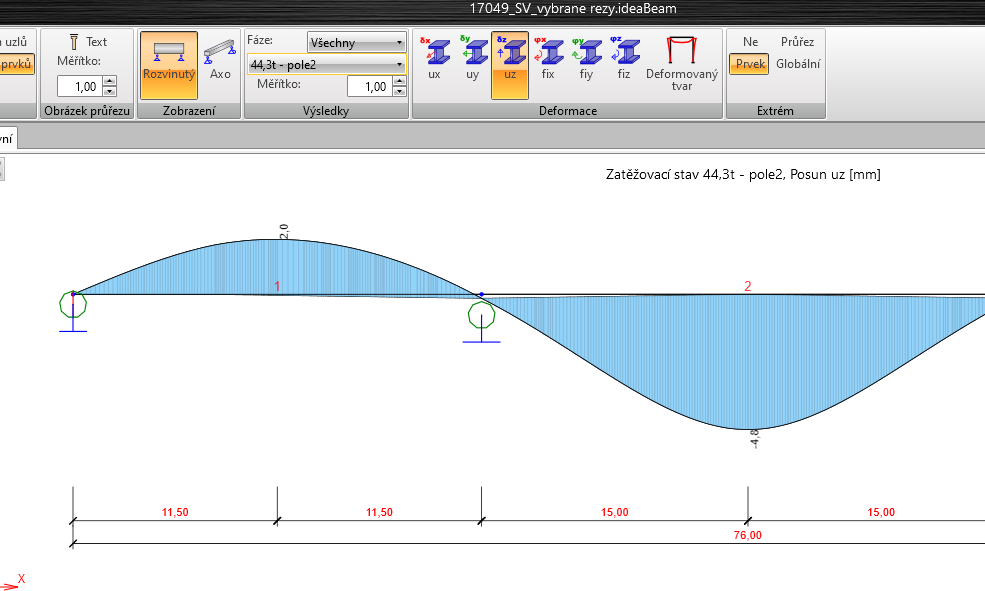 17049_SV_vybrane rezy.ideaBeam
uzlů
prvků
Text
Měřítko:
1,00
Obrázek průřezu
Rozvinutý
Axo
Zobrazení
Fáze:
Všechny
44,3t - pole2
Měřítko:
1,00
Výsledky
δx
ux
δy
uy
δz
uz
φx
fix
φy
fiy
φz
fiz
Deformovaný
tvar
Deformace
Ne
Průřez
Prvek
Globální
Extrém
vní
Zatěžovací stav 44,3t - pole2, Posun uz [mm]
2,0
1
2
-4,8
11,50
11,50
15,00
15,00
76,00
X